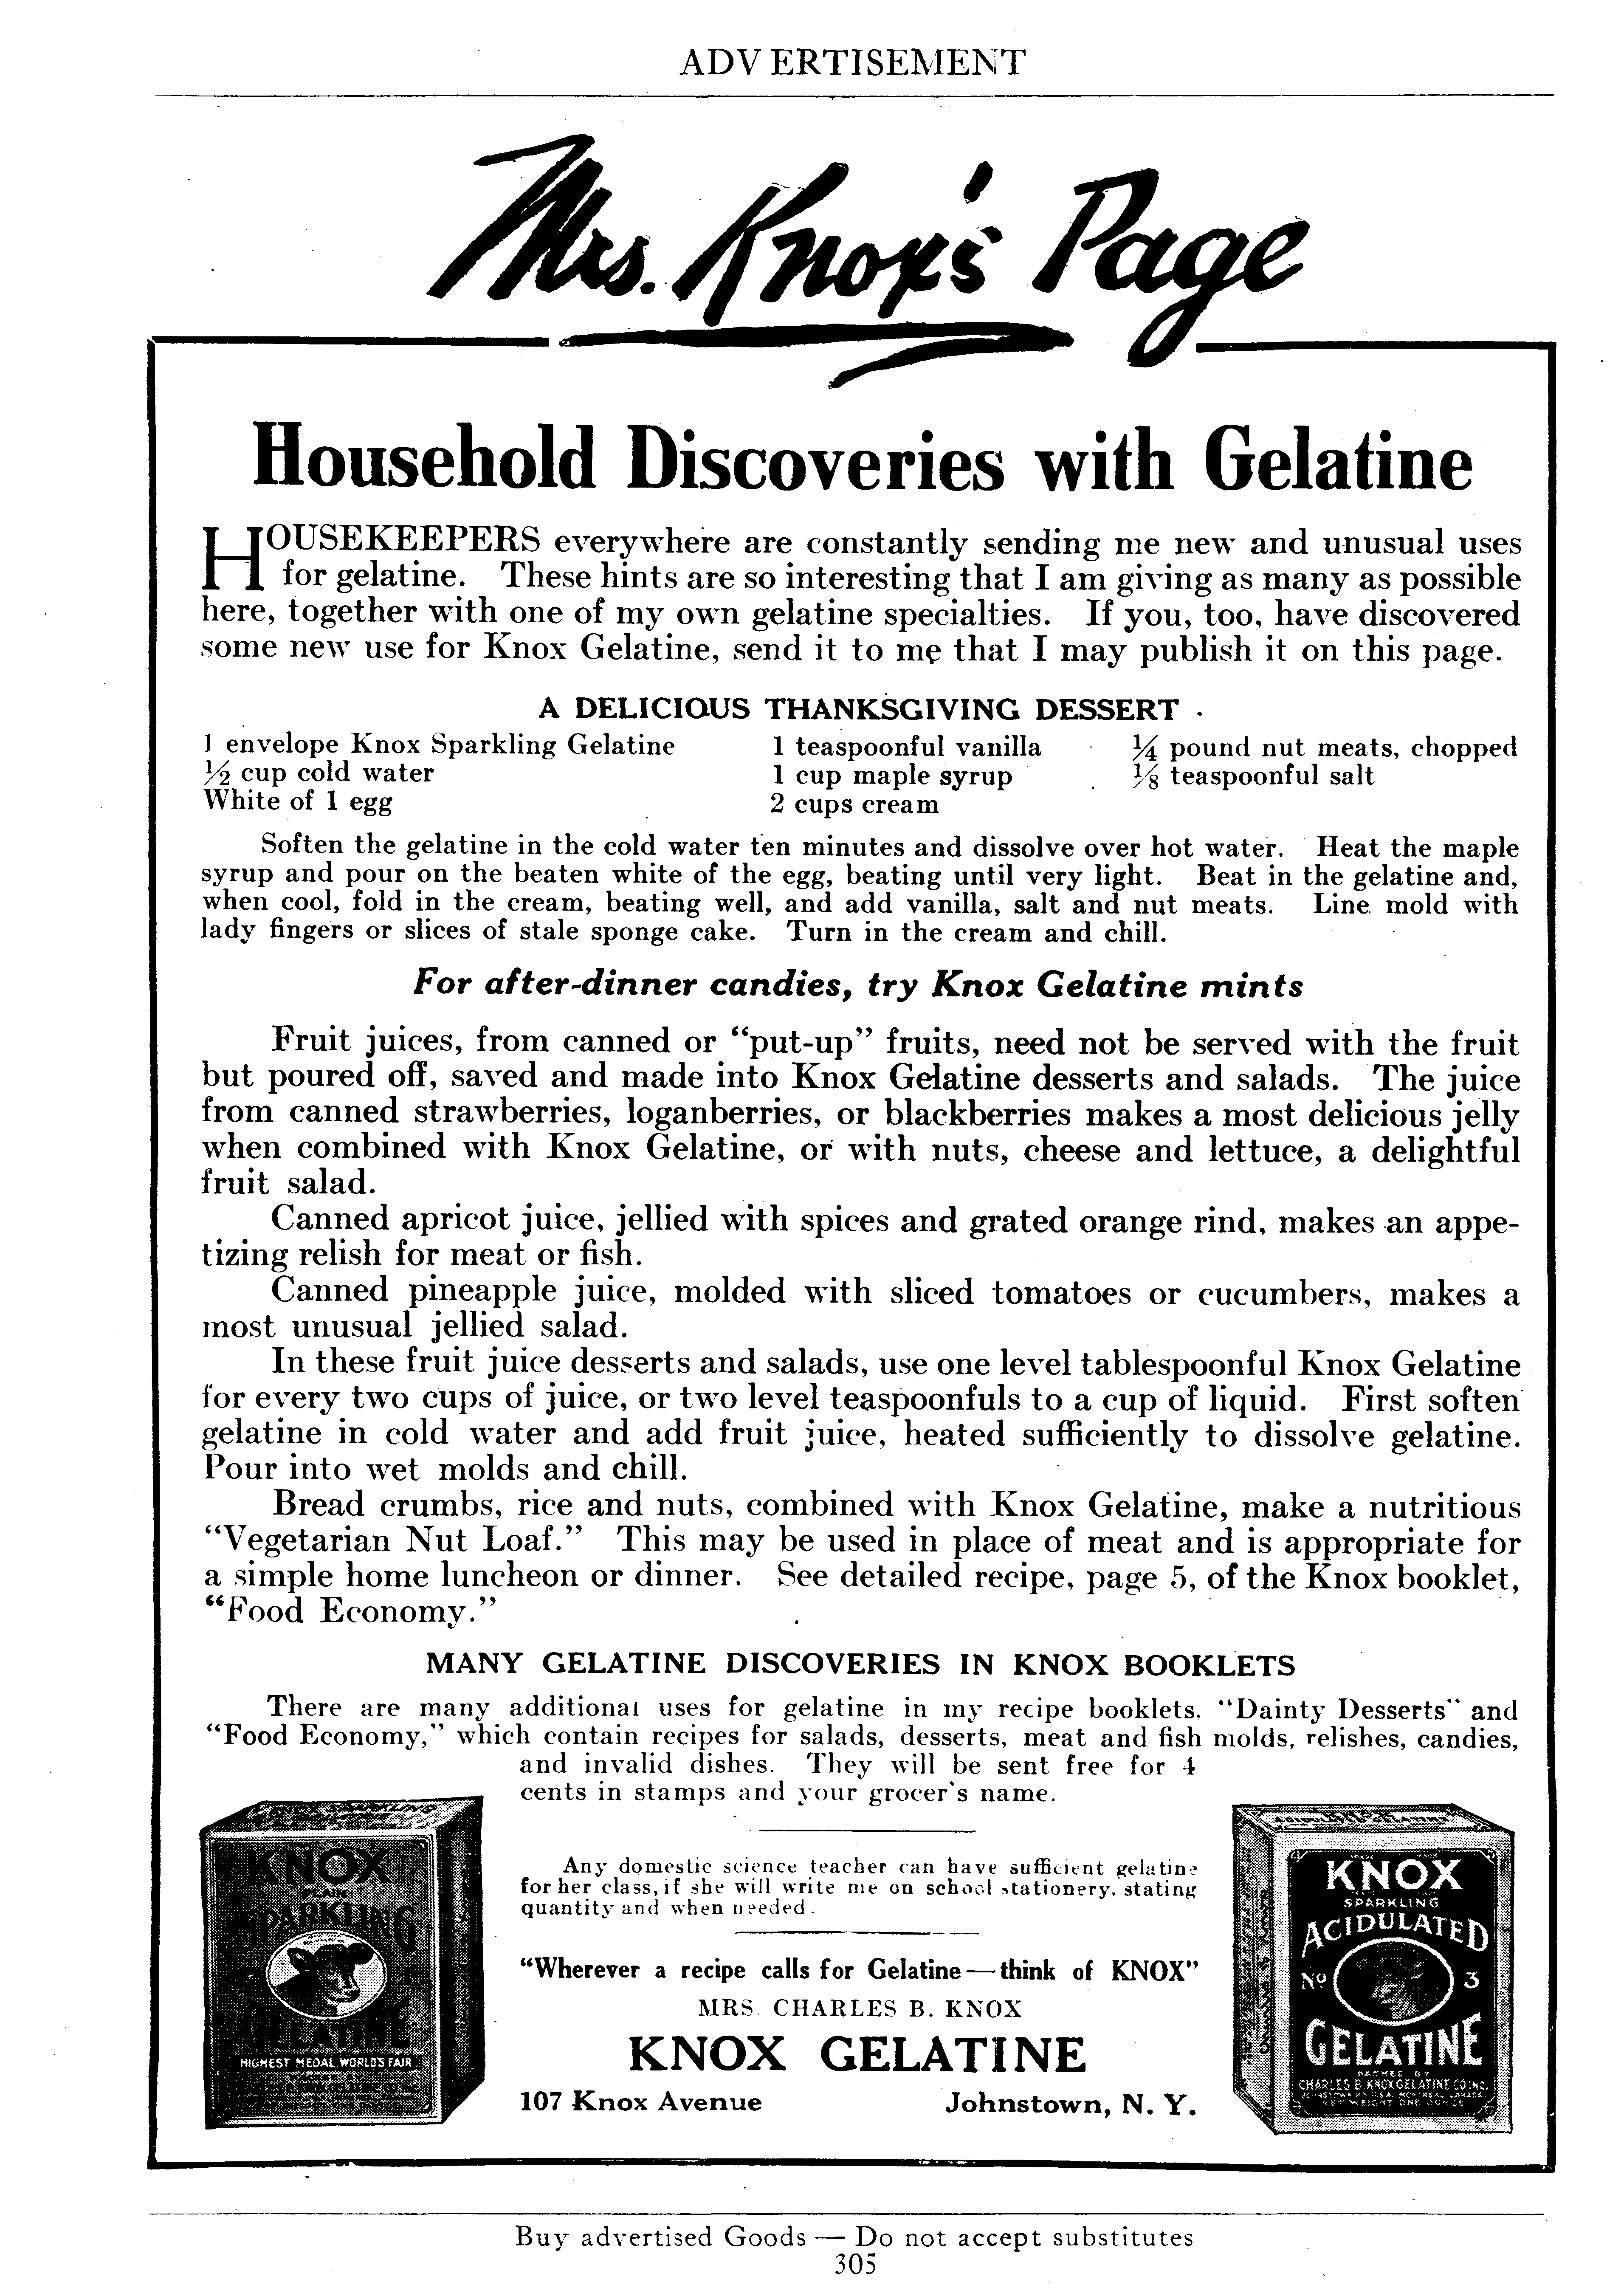 ADVERTISEMENT
Mrs. Knox's Page
Household Discoveries with Gelatine
HOUSEKEEPERS everywhere are constantly sending me new and unusual uses
for gelatine. These hints are so interesting that I am giving as many as possible
here, together with one of my own gelatine specialties. If you, too, have discovered
some new use for Knox Gelatine, send it to me that I may publish it on this page.
A DELICIOUS THANKSGIVING DESSERT
1 envelope Knox Sparkling Gelatine
½ cup cold water
White of 1 egg
1 teaspoonful vanilla
1 cup maple syrup
2 cups cream
¼ pound nut meats, chopped
⅛ teaspoonful salt
Soften the gelatine in the cold water ten minutes and dissolve over hot water. Heat the maple
syrup and pour on the beaten white of the egg, beating until very light. Beat in the gelatine and,
when cool, fold in the cream, beating well, and add vanilla, salt and nut meats. Line mold with
lady fingers or slices of stale sponge cake. Turn in the cream and chill.
For after-dinner candies, try Knox Gelatine mints
Fruit juices, from canned or “put-up” fruits, need not be served with the fruit
but poured off, saved and made into Knox Gelatine desserts and salads. The juice
from canned strawberries, loganberries, or blackberries makes a most delicious jelly
when combined with Knox Gelatine, or with nuts, cheese and lettuce, a delightful
fruit salad.
Canned apricot juice, jellied with spices and grated orange rind, makes an appe-
tizing relish for meat or fish.
Canned pineapple juice, molded with sliced tomatoes or cucumbers, makes a
most unusual jellied salad.
In these fruit juice desserts and salads, use one level tablespoonful Knox Gelatine
for every two cups of juice, or two level teaspoonfuls to a cup of liquid. First soften
gelatine in cold water and add fruit juice, heated sufficiently to dissolve gelatine.
Pour into wet molds and chill.
Bread crumbs, rice and nuts, combined with Knox Gelatine, make a nutritious
“Vegetarian Nut Loaf.” This may be used in place of meat and is appropriate for
a simple home luncheon or dinner. See detailed recipe, page 5, of the Knox booklet,
“Food Economy.”
MANY GELATINE DISCOVERIES IN KNOX BOOKLETS
There are many additional uses for gelatine in my recipe booklets, “Dainty Desserts” and
“Food Economy,” which contain recipes for salads, desserts, meat and fish molds, relishes, candies,
and invalid dishes. They will be sent free for 4
cents in stamps and your grocer's name.
Any domestic science teacher can have sufficient gelatine
for her class, if she will write me on school stationery, stating
quantity and when needed.
“Wherever a recipe calls for Gelatine—think of KNOX”
MRS. CHARLES B. KNOX
KNOX GELATINE
107 Knox Avenue Johnstown, N. Y.
KNOX
PLAIN
SPARKLING
GELATINE
HIGHEST MEDAL WORLD'S FAIR
KNOX
SPARKLING
ACIDULATED
No 3
GELATINE
PACKED BY
CHARLES B. KNOX GELATINE CO. INC.
Buy advertised Goods — Do not accept substitutes
305